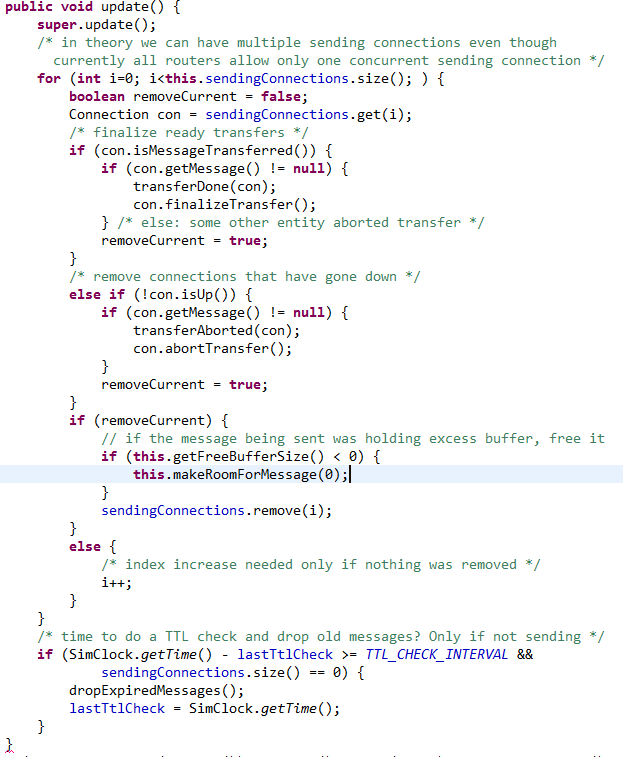 public void update() {
super.update();
/* in theory we can have multiple sending connections even though
currently all routers allow only one concurrent sending connection */
for (int i=0; i<this.sendingConnections.size(); ) {
boolean removeCurrent = false;
Connection con = sendingConnections.get(i);
/* finalize ready transfers */
if (con.isMessageTransferred()) {
if (con.getMessage() != null) {
transferDone(con);
con.finalizeTransfer();
} /* else: some other entity aborted transfer */
removeCurrent = true;
}
/* remove connections that have gone down */
else if (!con.isUp()) {
if (con.getMessage() != null) {
transferAborted(con);
con.abortTransfer();
}
removeCurrent = true;
}
if (removeCurrent) {
// if the message being sent was holding excess buffer, free it
if (this.getFreeBufferSize() < 0) {
this.makeRoomForMessage(0);
}
sendingConnections.remove(i);
}
else {
/* index increase needed only if nothing was removed */
i++;
}
}
/* time to do a TTL check and drop old messages? Only if not sending */
if (SimClock.getTime() - lastTtlCheck >= TTL_CHECK_INTERVAL &&
sendingConnections.size() == 0) {
dropExpiredMessages();
lastTtlCheck = SimClock.getTime();
}
}